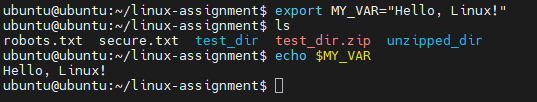 ubuntu@ubuntu:~/linux-assignment$ export MY_VAR="Hello, Linux!"
ubuntu@ubuntu:~/linux-assignment$ ls
robots.txt  secure.txt  test_dir  test_dir.zip  unzipped_dir
ubuntu@ubuntu:~/linux-assignment$ echo $MY_VAR
Hello, Linux!
ubuntu@ubuntu:~/linux-assignment$